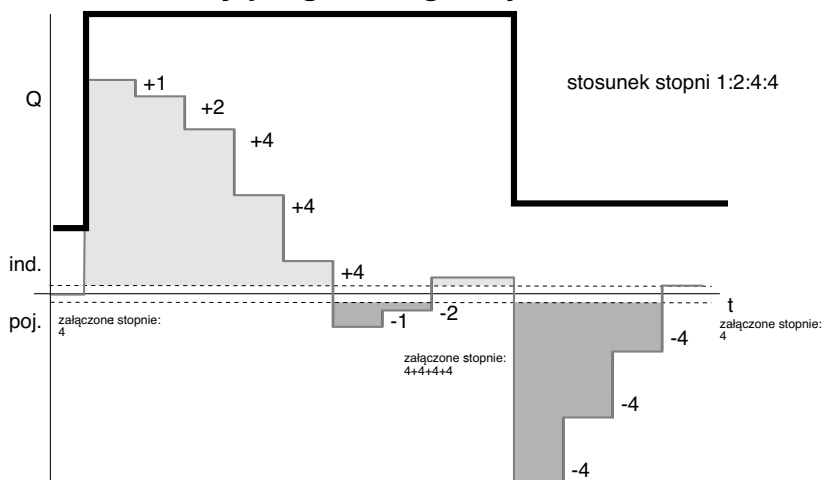 Q
stosunek stopni 1:2:4:4
+1
+2
+4
+4
+4
ind.
poj.
załączone stopnie:
4
-1
-2
t
załączone stopnie:
4
załączone stopnie:
4+4+4+4
-4
-4
-4